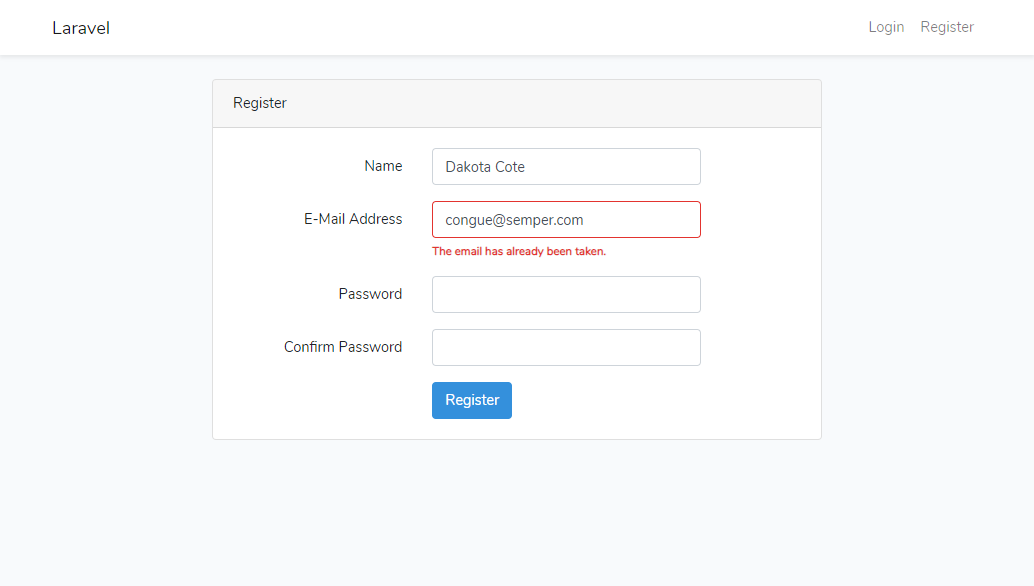 Laravel
Login Register
Register
Name
Dakota Cote
E-Mail Address
congue@semper.com
The email has already been taken.
Password
Confirm Password
Register